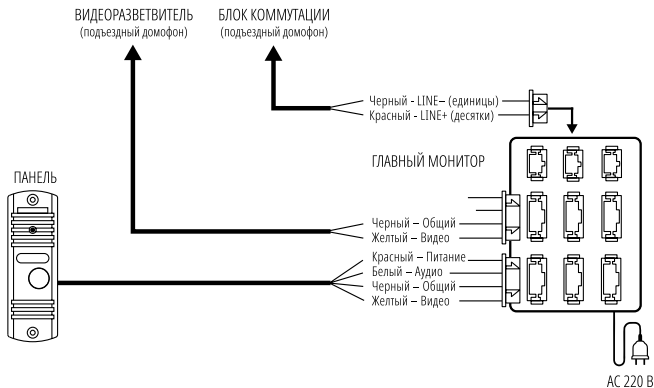 ВИДЕОРАЗВЕТВИТЕЛЬ
(подъездный домофон)
БЛОК КОММУТАЦИИ
(подъездный домофон)
Черный - LINE– (единицы)
Красный - LINE+ (десятки)
ГЛАВНЫЙ МОНИТОР
ПАНЕЛЬ
Черный – Общий
Желтый – Видео
Красный – Питание
Белый – Аудио
Черный – Общий
Желтый – Видео
AC 220 В